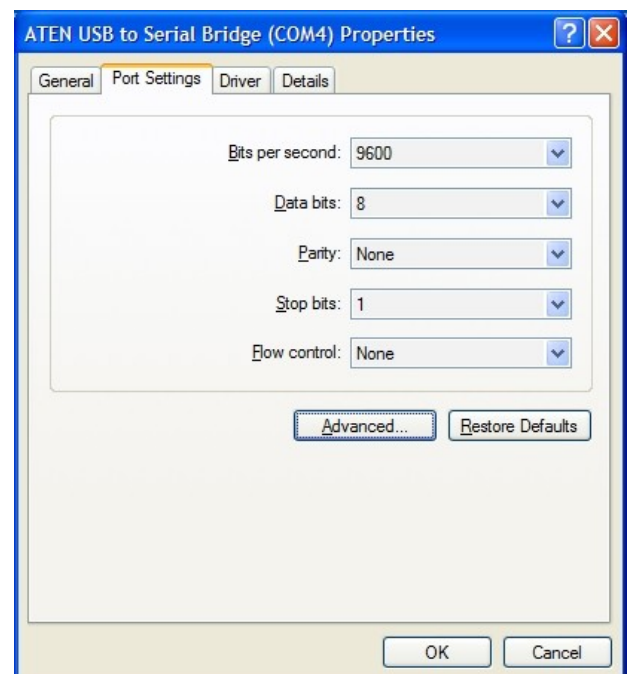 ATEN USB to Serial Bridge (COM4) Properties ?
General Port Settings Driver Details
Bits per second: 9600
Data bits: 8
Parity: None
Stop bits: 1
Flow control: None
Advanced... Restore Defaults
OK Cancel